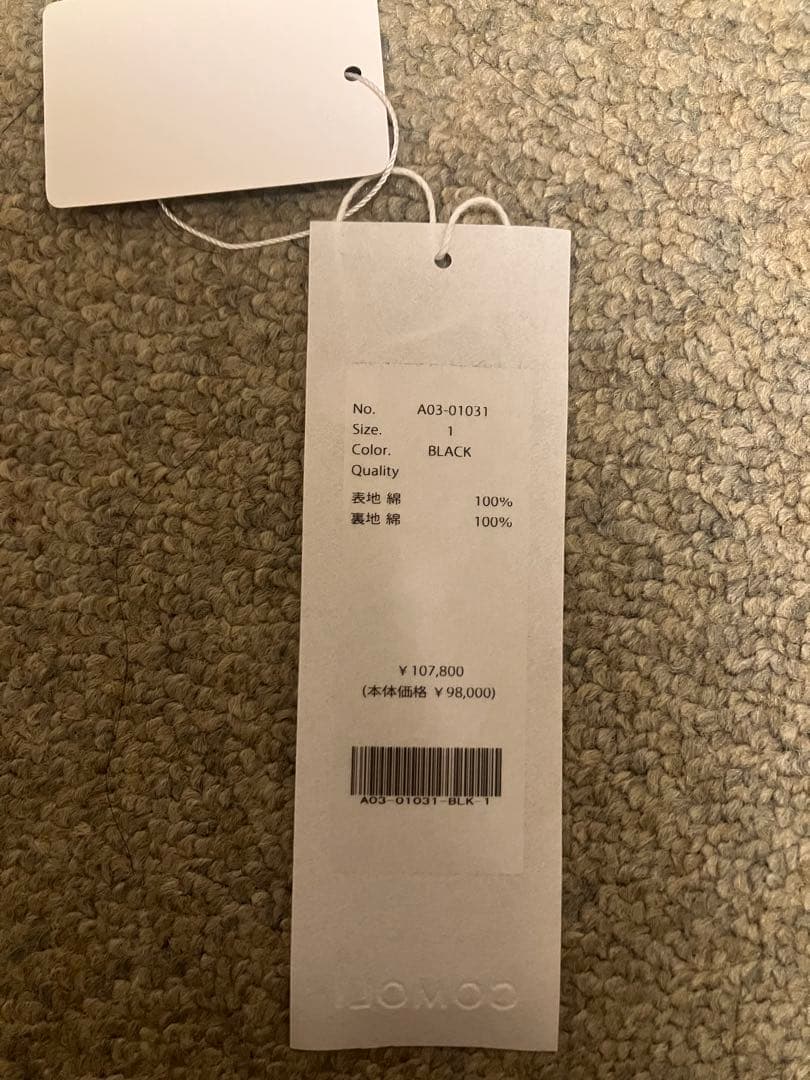 No. A03-01031
Size. 1
Color. BLACK
Quality
表地 綿 100%
裏地 綿 100%
¥ 107,800
(本体価格 ¥ 98,000)
A03-01031-BLK-1
COMOLI